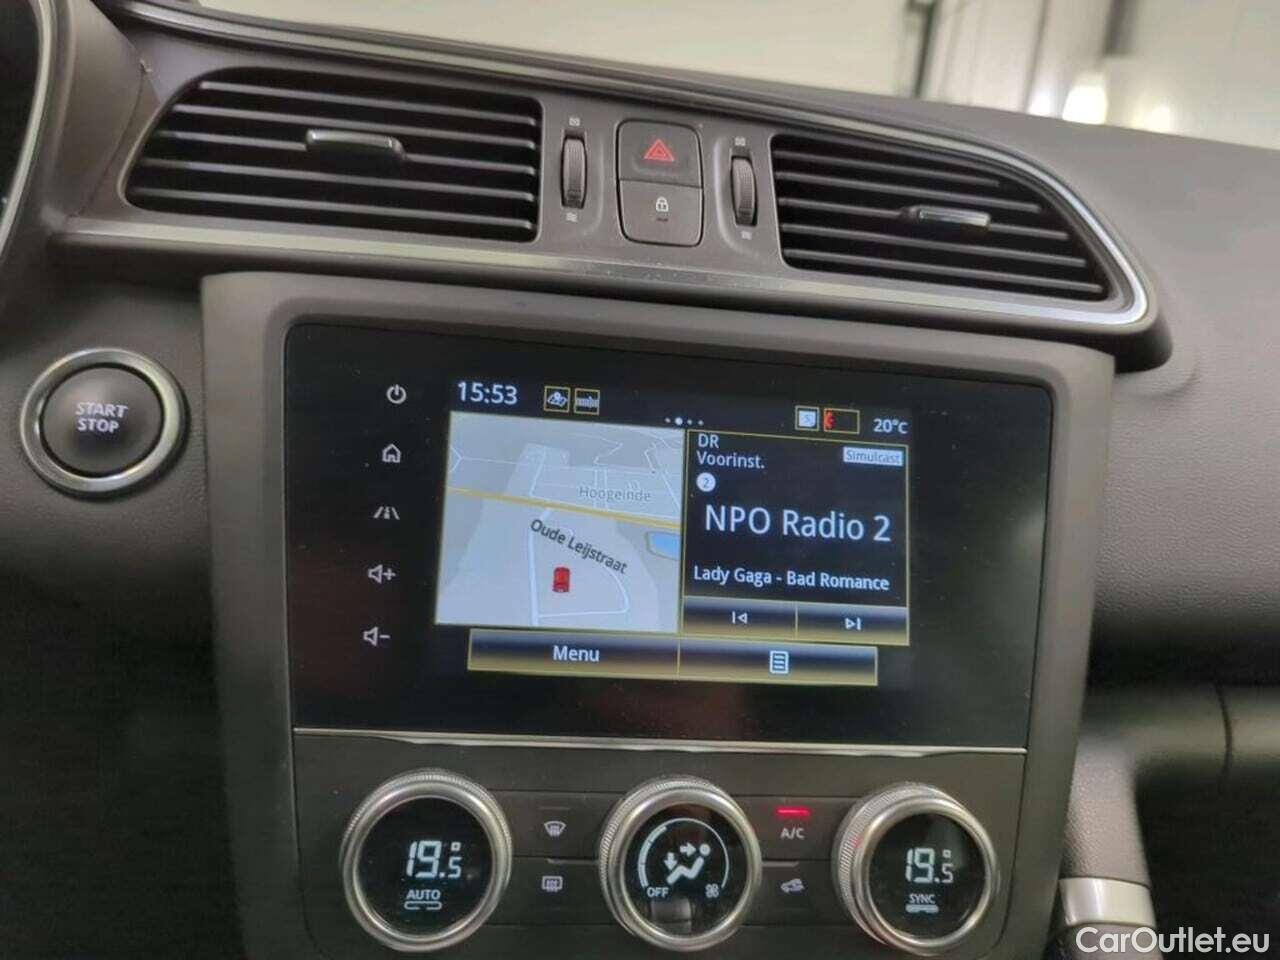 START
STOP
15:53
20°C
Hoogeinde
Oude Leijstraat
DR
Voorinst.
Simulcast
2
NPO Radio 2
Lady Gaga - Bad Romance
Menu
19.5
AUTO
OFF
A/C
19.5
SYNC
CarOutlet.eu